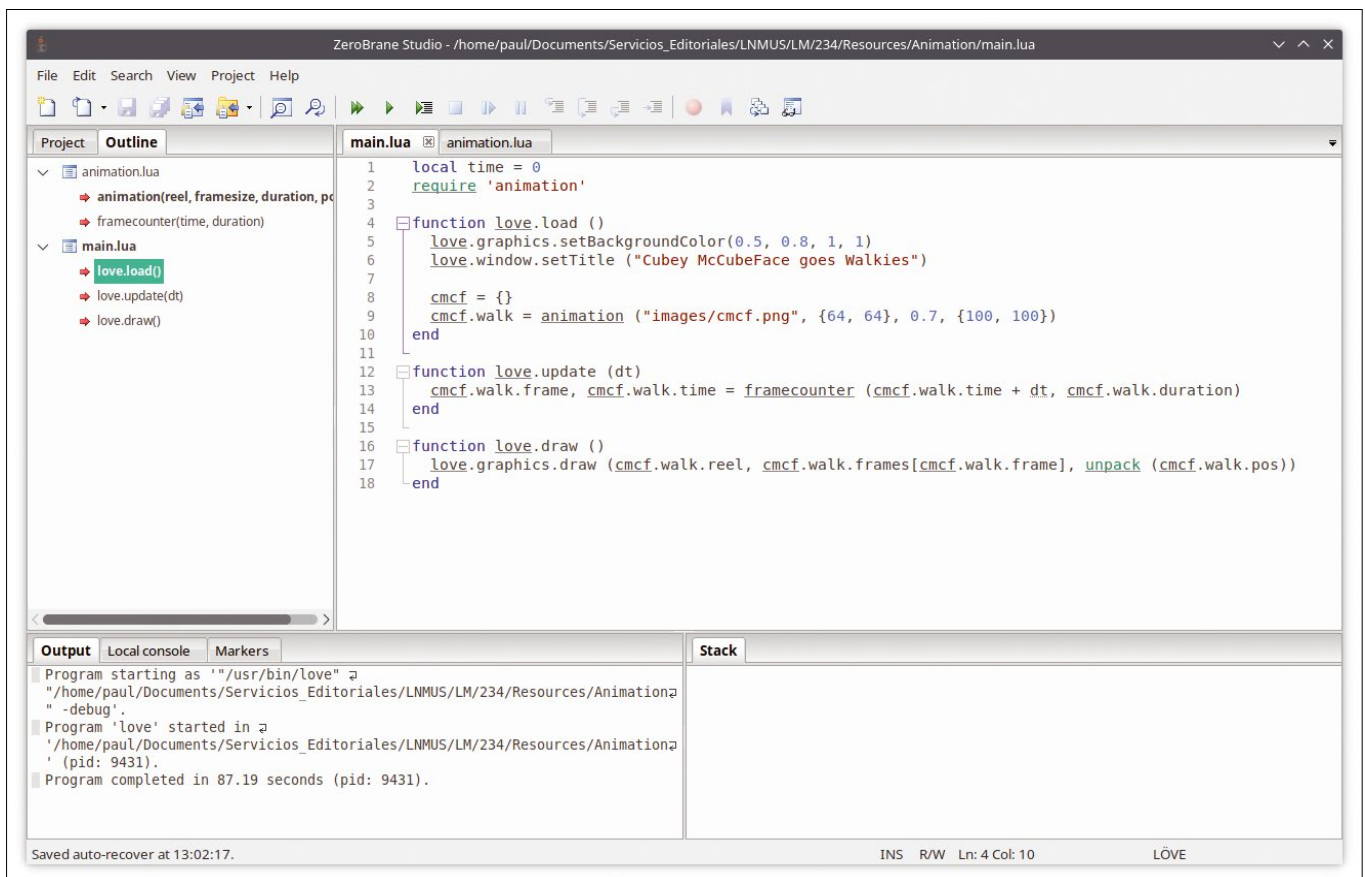 ZeroBrane Studio - /home/paul/Documents/Servicios_Editoriales/LNMUS/LM/234/Resources/Animation/main.lua
File Edit Search View Project Help
Project Outline
animation.lua
animation(reel, framesize, duration, po
framecounter(time, duration)
main.lua
love.load()
love.update(dt)
love.draw()
main.lua animation.lua
1 local time = 0
2 require 'animation'
3
4 function love.load ()
5 love.graphics.setBackgroundColor(0.5, 0.8, 1, 1)
6 love.window.setTitle ("Cubey McCubeFace goes Walkies")
7
8 cmcf = {}
9 cmcf.walk = animation ("images/cmcf.png", {64, 64}, 0.7, {100, 100})
10 end
11
12 function love.update (dt)
13 cmcf.walk.frame, cmcf.walk.time = framecounter (cmcf.walk.time + dt, cmcf.walk.duration)
14 end
15
16 function love.draw ()
17 love.graphics.draw (cmcf.walk.reel, cmcf.walk.frames[cmcf.walk.frame], unpack (cmcf.walk.pos))
18 end
Output Local console Markers
Program starting as '"/usr/bin/love"
"/home/paul/Documents/Servicios_Editoriales/LNMUS/LM/234/Resources/Animation
" -debug'.
Program 'love' started in
'/home/paul/Documents/Servicios_Editoriales/LNMUS/LM/234/Resources/Animation
' (pid: 9431).
Program completed in 87.19 seconds (pid: 9431).
Stack
Saved auto-recover at 13:02:17.
INS R/W Ln: 4 Col: 10 LÖVE